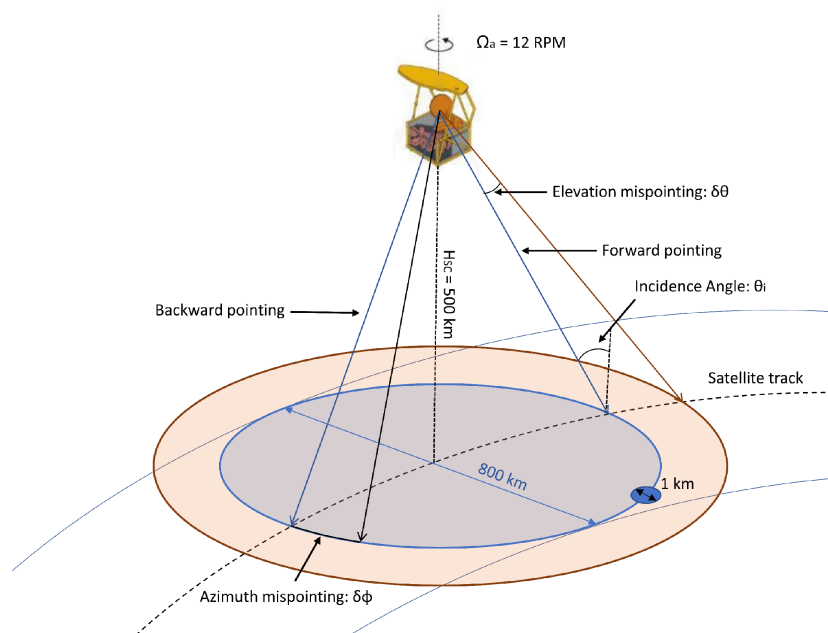 Ωa = 12 RPM
Elevation mispointing: δθ
Forward pointing
Incidence Angle: θi
Backward pointing
Hsc = 500 km
Satellite track
800 km
1 km
Azimuth mispointing: δϕ